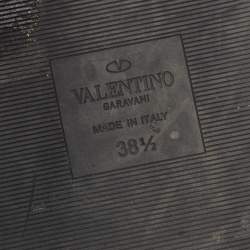 VALENTINO
GARAVANI
MADE IN ITALY
38½